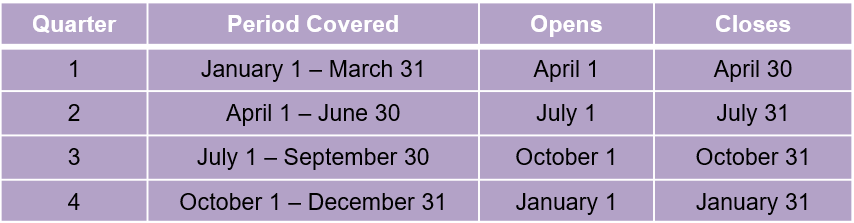 Quarter Period Covered Opens Closes
1 January 1 – March 31 April 1 April 30
2 April 1 – June 30 July 1 July 31
3 July 1 – September 30 October 1 October 31
4 October 1 – December 31 January 1 January 31